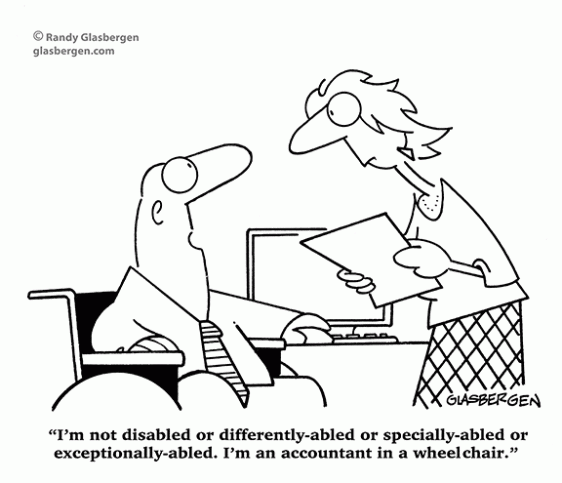 © Randy Glasbergen
glasbergen.com
GLASBERGEN
“I’m not disabled or differently-abled or specially-abled or
exceptionally-abled. I’m an accountant in a wheelchair.”